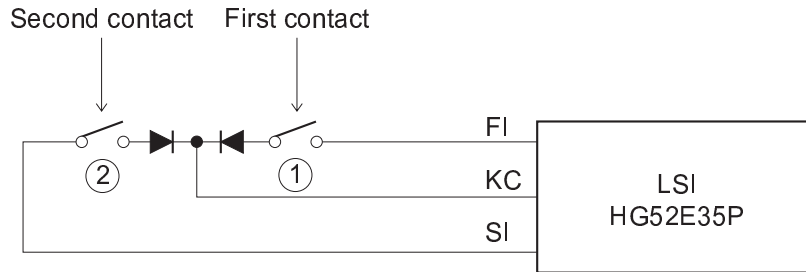 Second contact
First contact
FI
②
①
KC
LSI
HG52E35P
SI